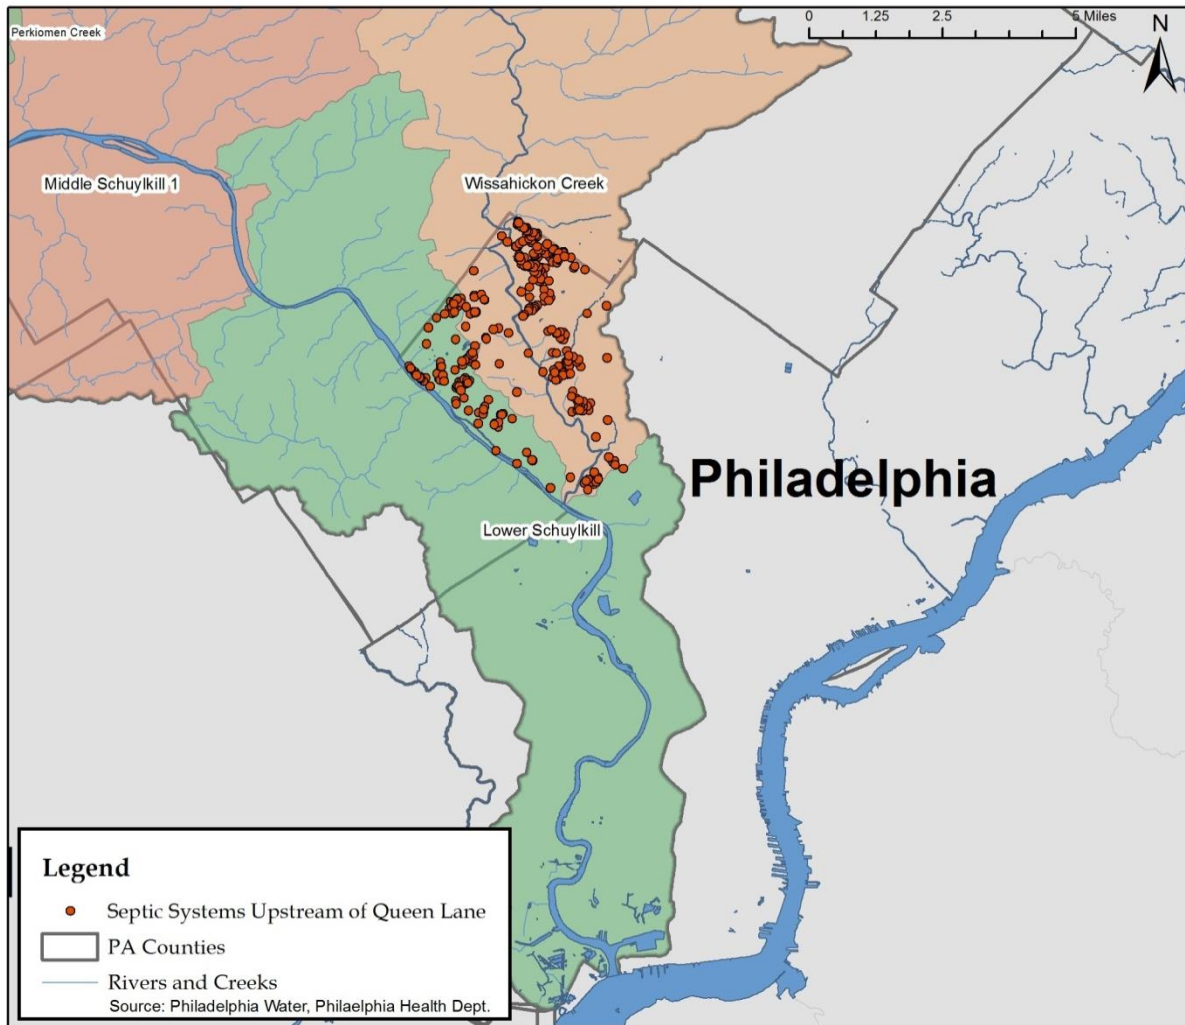 Perkiomen Creek
0 1.25 2.5 5 Miles
N
Middle Schuylkill 1
Wissahickon Creek
Philadelphia
Lower Schuylkill
Legend
Septic Systems Upstream of Queen Lane
PA Counties
Rivers and Creeks
Source: Philadelphia Water, Philaelphia Health Dept.